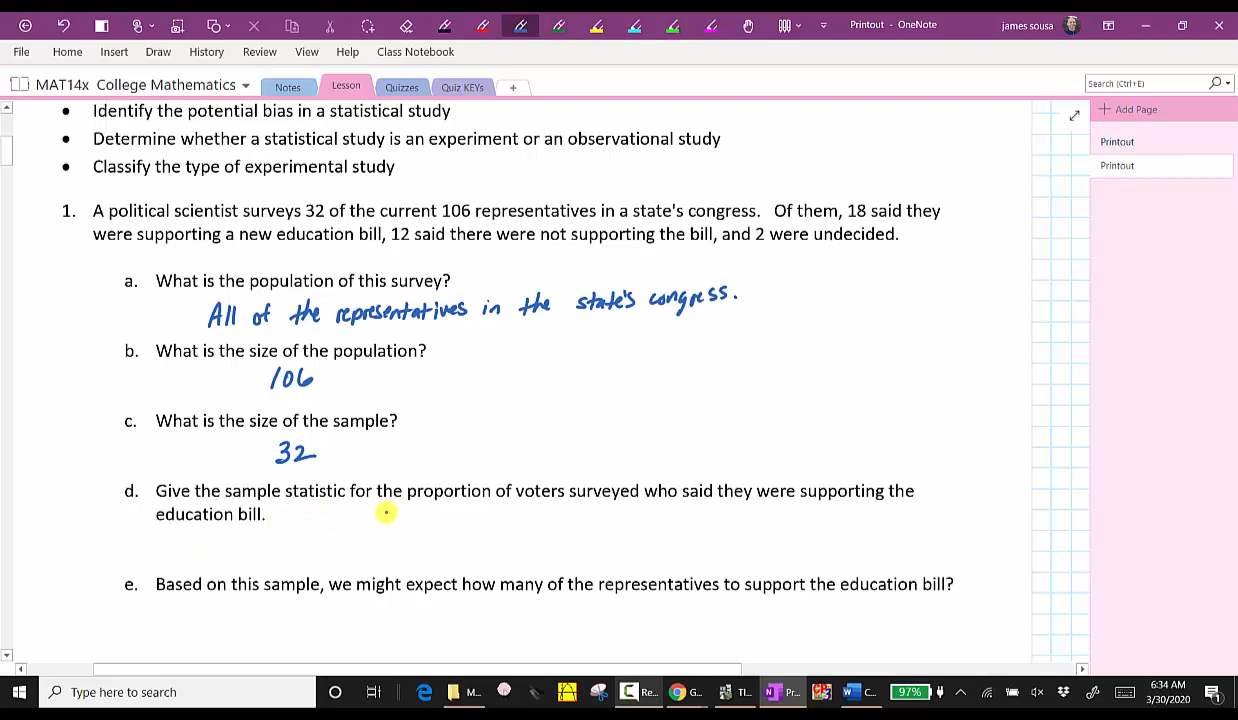 Printout - OneNote
james sousa
File Home Insert Draw History Review View Help Class Notebook
MAT14x College Mathematics Notes Lesson Quizzes Quiz KEYs +
Search (Ctrl+E)
Add Page
Printout
Printout
• Identify the potential bias in a statistical study
• Determine whether a statistical study is an experiment or an observational study
• Classify the type of experimental study
1. A political scientist surveys 32 of the current 106 representatives in a state's congress. Of them, 18 said they
were supporting a new education bill, 12 said there were not supporting the bill, and 2 were undecided.
a. What is the population of this survey?
All of the representatives in the state's congress.
b. What is the size of the population?
106
c. What is the size of the sample?
32
d. Give the sample statistic for the proportion of voters surveyed who said they were supporting the
education bill.
e. Based on this sample, we might expect how many of the representatives to support the education bill?
Type here to search
M...
Re...
G...
TI...
Pr...
C...
97%
6:34 AM
3/30/2020